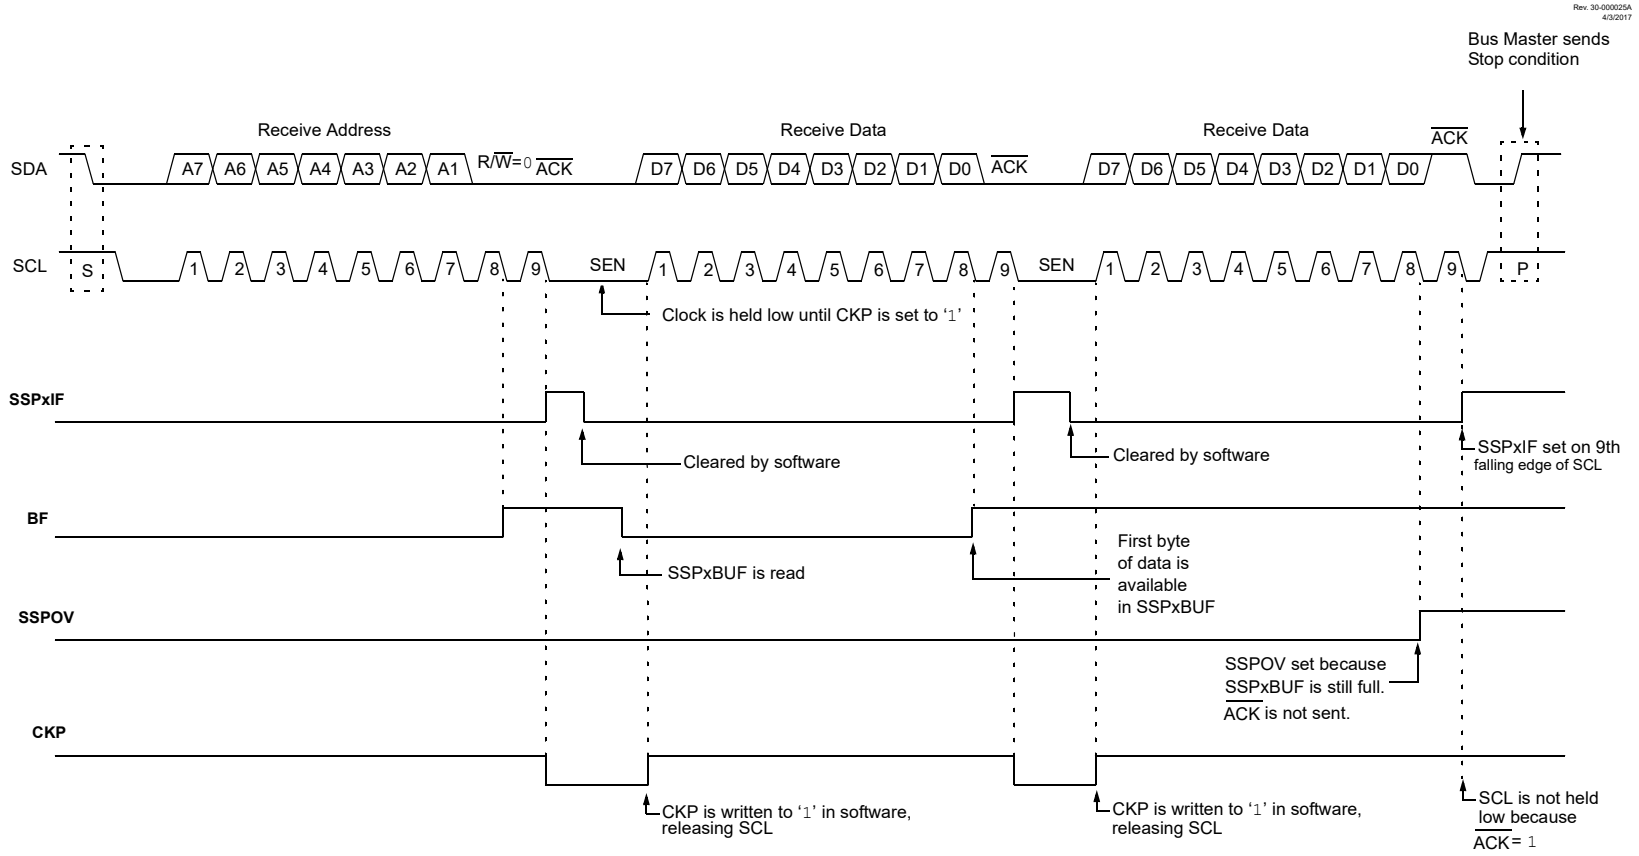 Rev. 30-000025A
4/3/2017
Bus Master sends
Stop condition
Receive Address
Receive Data
Receive Data
ACK
SDA
A7 A6 A5 A4 A3 A2 A1 R/W=0 ACK D7 D6 D5 D4 D3 D2 D1 D0 ACK D7 D6 D5 D4 D3 D2 D1 D0
SCL
S 1 2 3 4 5 6 7 8 9 SEN 1 2 3 4 5 6 7 8 9 SEN 1 2 3 4 5 6 7 8 9 P
Clock is held low until CKP is set to ‘1’
SSPxIF
Cleared by software
Cleared by software
SSPxIF set on 9th
falling edge of SCL
BF
SSPxBUF is read
First byte
of data is
available
in SSPxBUF
SSPOV
SSPOV set because
SSPxBUF is still full.
ACK is not sent.
CKP
CKP is written to ‘1’ in software,
releasing SCL
CKP is written to ‘1’ in software,
releasing SCL
SCL is not held
low because
ACK= 1